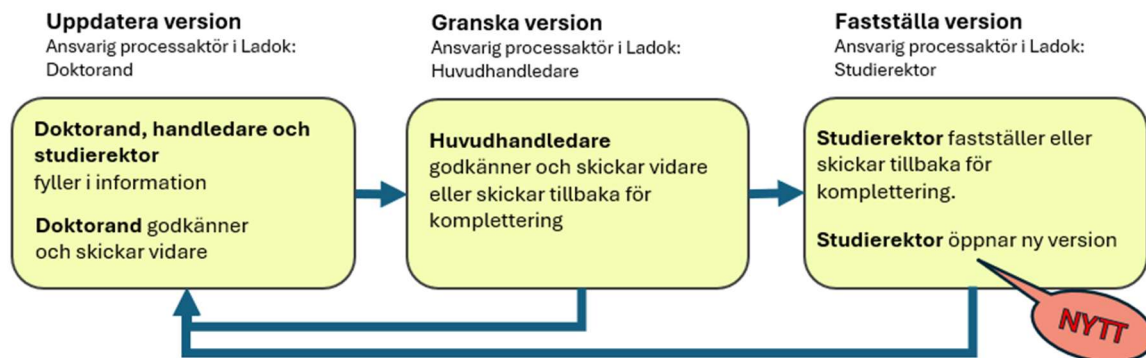 Uppdatera version
Ansvarig processaktör i Ladok:
Doktorand
Doktorand, handledare och
studierektor
fyller i information
Doktorand godkänner
och skickar vidare
Granska version
Ansvarig processaktör i Ladok:
Huvudhandledare
Huvudhandledare
godkänner och skickar vidare
eller skickar tillbaka för
komplettering
Fastställa version
Ansvarig processaktör i Ladok:
Studierektor
Studierektor fastställer eller
skickar tillbaka för
komplettering.
Studierektor öppnar ny version
NYTT